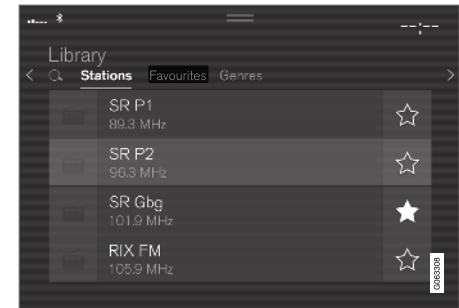 --:--
Library
Stations Favourites Genres
SR P1
89.3 MHz
SR P2
96.3 MHz
SR Gbg
101.9 MHz
RIX FM
105.9 MHz
G063308